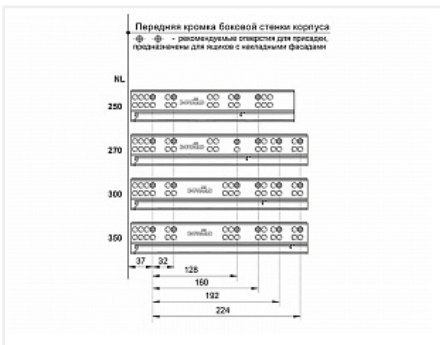 Передняя кромка боковой стенки корпуса
- рекомендуемые отверстия для присадки,
предназначены для ящиков с накладными фасадами
NL
250
270
300
350
37
32
128
160
192
224